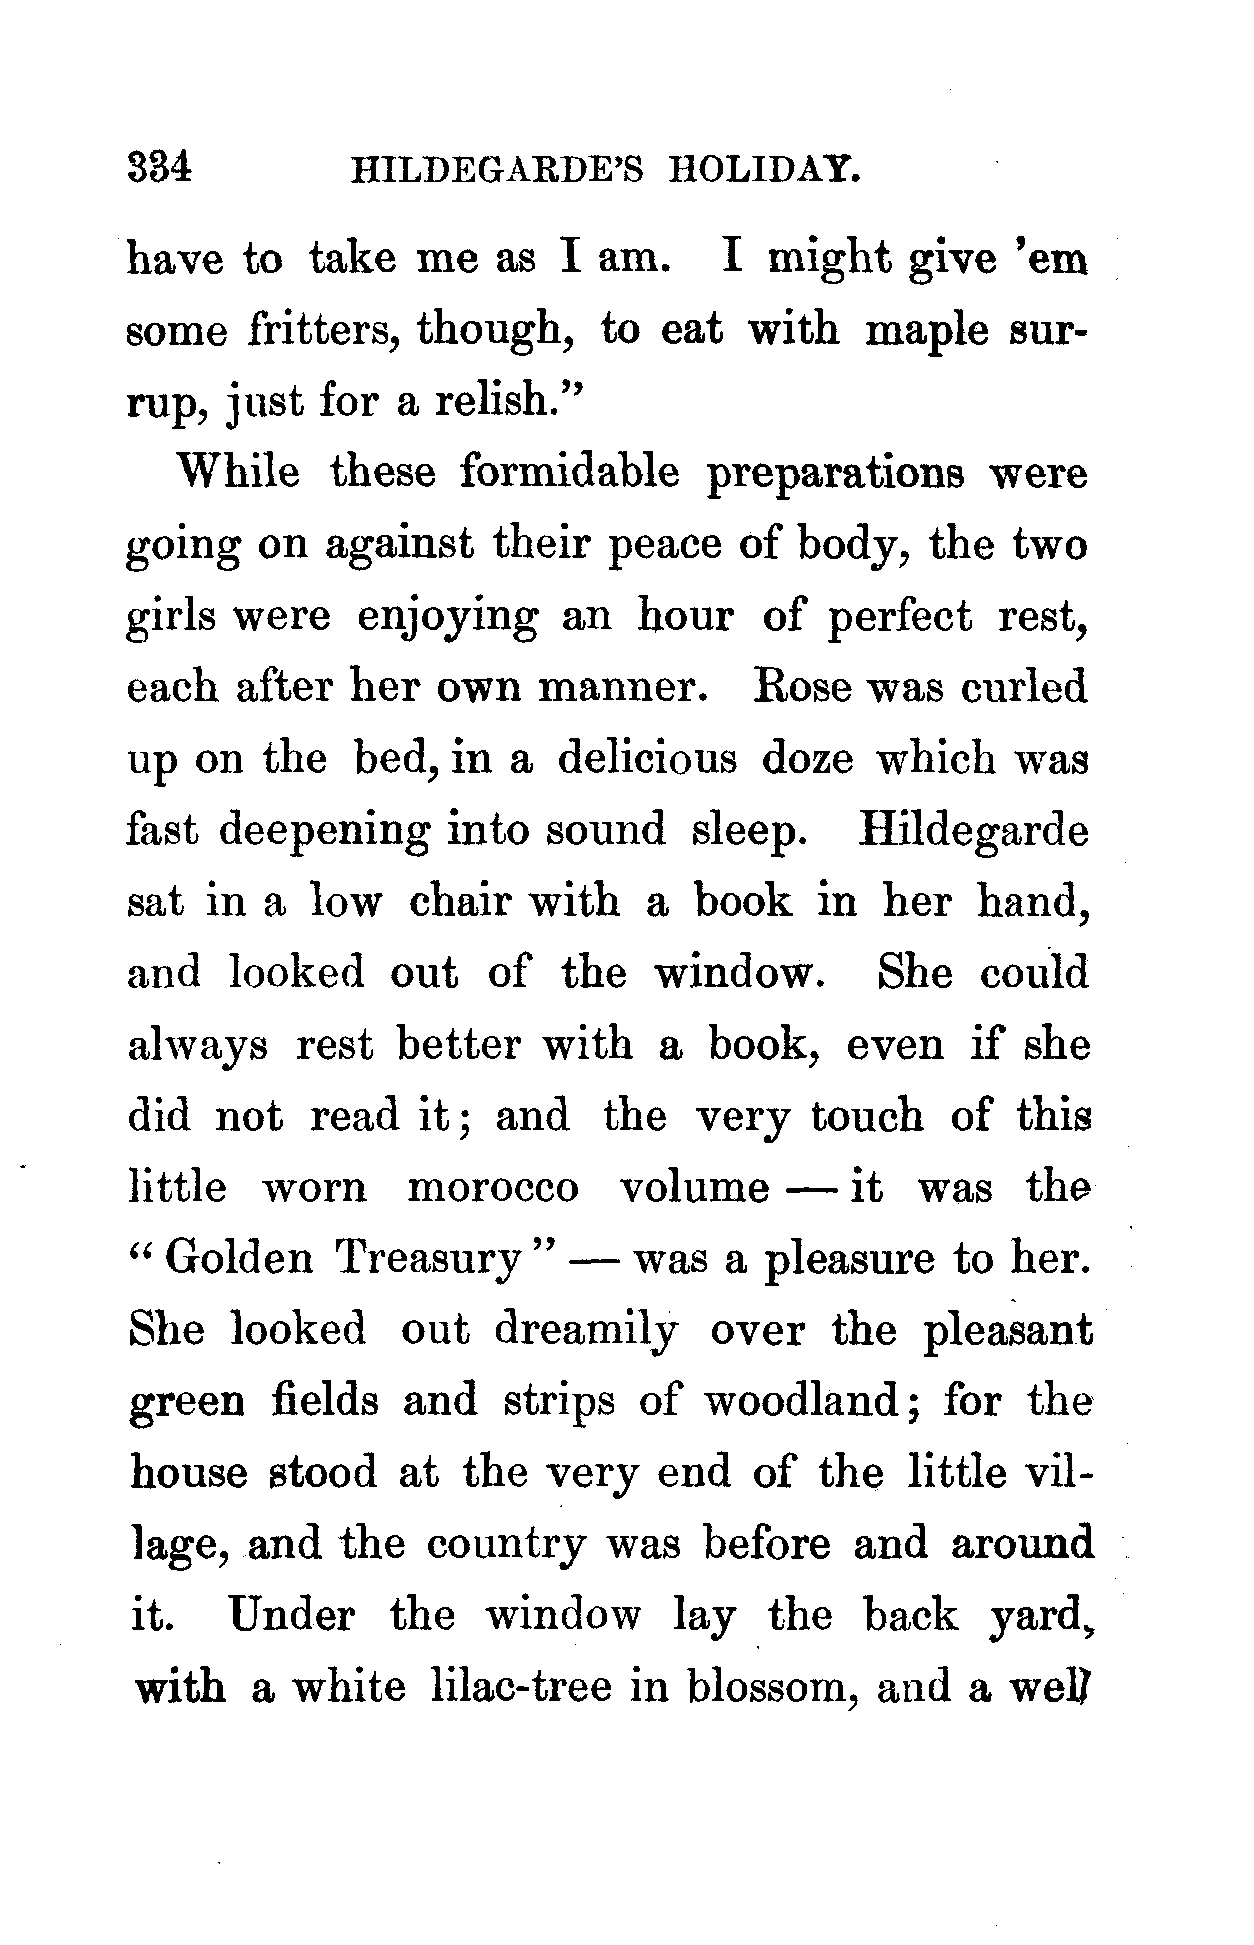 334 HILDEGARDE'S HOLIDAY.
have to take me as I am. I might give 'em
some fritters, though, to eat with maple sur-
rup, just for a relish."
While these formidable preparations were
going on against their peace of body, the two
girls were enjoying an hour of perfect rest,
each after her own manner. Rose was curled
up on the bed, in a delicious doze which was
fast deepening into sound sleep. Hildegarde
sat in a low chair with a book in her hand,
and looked out of the window. She could
always rest better with a book, even if she
did not read it; and the very touch of this
little worn morocco volume — it was the
"Golden Treasury" — was a pleasure to her.
She looked out dreamily over the pleasant
green fields and strips of woodland; for the
house stood at the very end of the little vil-
lage, and the country was before and around
it. Under the window lay the back yard,
with a white lilac-tree in blossom, and a well